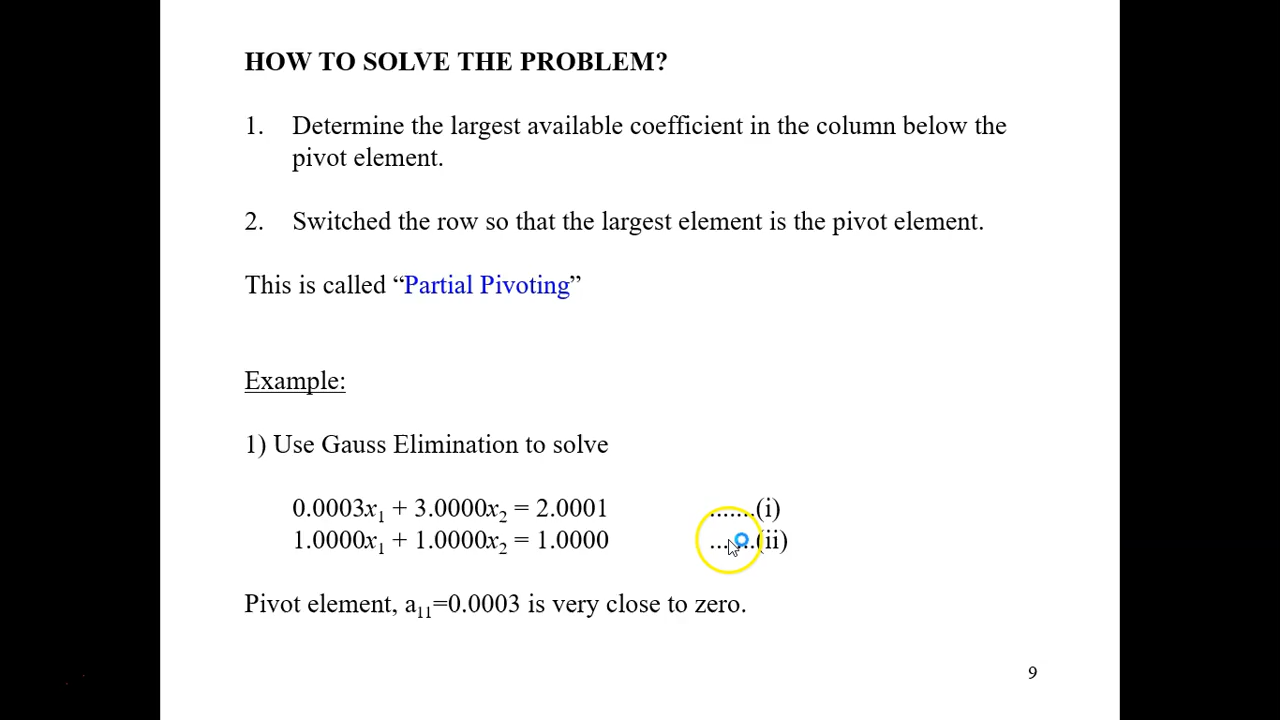 HOW TO SOLVE THE PROBLEM?
1. Determine the largest available coefficient in the column below the
pivot element.
2. Switched the row so that the largest element is the pivot element.
This is called “Partial Pivoting”
Example:
1) Use Gauss Elimination to solve
0.0003x₁ + 3.0000x₂ = 2.0001 .......(i)
1.0000x₁ + 1.0000x₂ = 1.0000 .......(ii)
Pivot element, a₁₁=0.0003 is very close to zero.
9